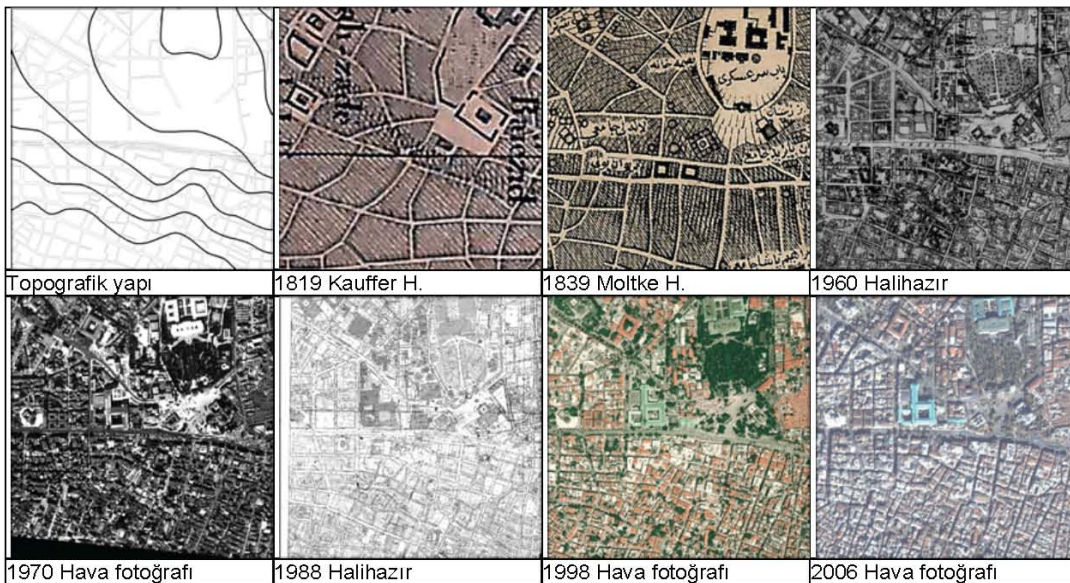 Topografik yapı
1819 Kauffer H.
1839 Moltke H.
1960 Halihazır
1970 Hava fotoğrafı
1988 Halihazır
1998 Hava fotoğrafı
2006 Hava fotoğrafı